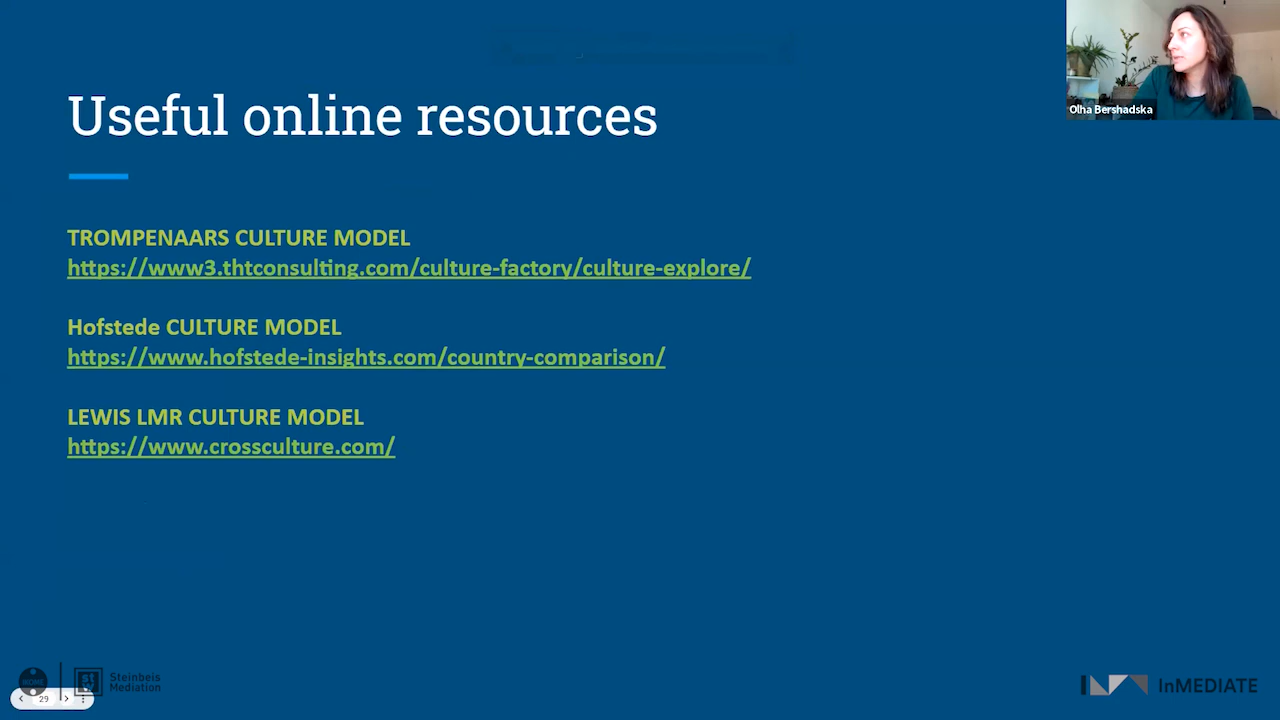 Olha Bershadska
Useful online resources
TROMPENAARS CULTURE MODEL
https://www3.thtconsulting.com/culture-factory/culture-explore/
Hofstede CULTURE MODEL
https://www.hofstede-insights.com/country-comparison/
LEWIS LMR CULTURE MODEL
https://www.crossculture.com/
Steinbeis
Mediation
29
InMEDIATE